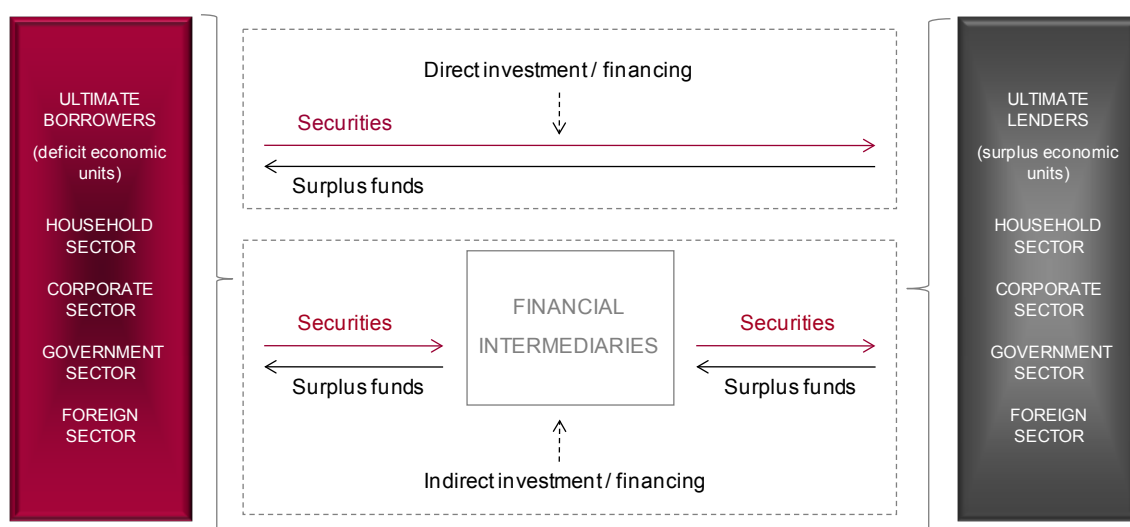 ULTIMATE
BORROWERS
(deficit economic
units)
HOUSEHOLD
SECTOR
CORPORATE
SECTOR
GOVERNMENT
SECTOR
FOREIGN
SECTOR
Direct investment / financing
Securities
Surplus funds
FINANCIAL
INTERMEDIARIES
Securities
Surplus funds
Securities
Surplus funds
Indirect investment / financing
ULTIMATE
LENDERS
(surplus economic
units)
HOUSEHOLD
SECTOR
CORPORATE
SECTOR
GOVERNMENT
SECTOR
FOREIGN
SECTOR